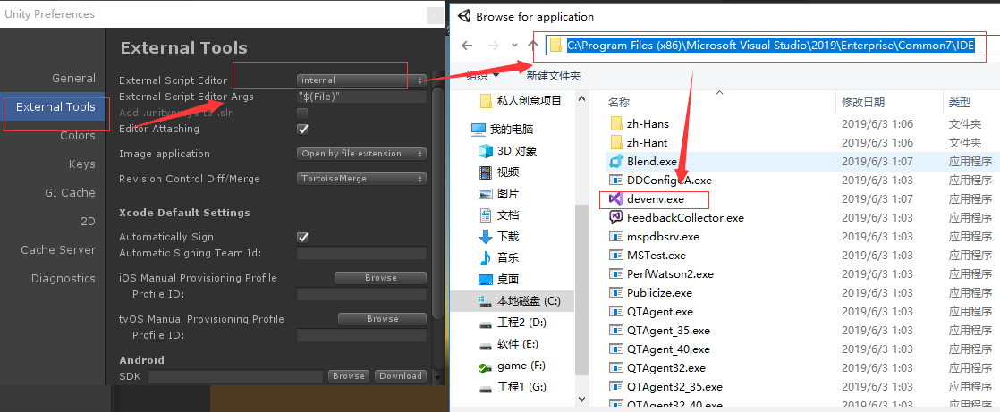 Unity Preferences
x
General
External Tools
Colors
Keys
GI Cache
2D
Cache Server
Diagnostics
External Tools
External Script Editor
internal
External Script Editor Args
"$(File)"
Add .unityproj's to .sln
Editor Attaching
Image application
Open by file extension
Revision Control Diff/Merge
TortoiseMerge
Xcode Default Settings
Automatically Sign
Automatic Signing Team Id:
iOS Manual Provisioning Profile
Browse
Profile ID:
tvOS Manual Provisioning Profile
Browse
Profile ID:
Android
SDK
Browse
Download
Browse for application
C:\Program Files (x86)\Microsoft Visual Studio\2019\Enterprise\Common7\IDE
组织
新建文件夹
私人创意项目
我的电脑
3D 对象
视频
图片
文档
下载
音乐
桌面
本地磁盘 (C:)
工程2 (D:)
软件 (E:)
game (F:)
工程1 (G:)
名称 修改日期 类型
zh-Hans 2019/6/3 1:06 文件夹
zh-Hant 2019/6/3 1:06 文件夹
Blend.exe 2019/6/3 1:07 应用程序
DDConfigCA.exe 2019/6/3 1:03 应用程序
devenv.exe 2019/6/3 1:07 应用程序
FeedbackCollector.exe 2019/6/3 1:03 应用程序
mspdbsrv.exe 2019/6/3 1:03 应用程序
MSTest.exe 2019/6/3 1:03 应用程序
PerfWatson2.exe 2019/6/3 1:03 应用程序
Publicize.exe 2019/6/3 1:03 应用程序
QTAgent.exe 2019/6/3 1:03 应用程序
QTAgent_35.exe 2019/6/3 1:03 应用程序
QTAgent_40.exe 2019/6/3 1:03 应用程序
QTAgent32.exe 2019/6/3 1:03 应用程序
QTAgent32_35.exe 2019/6/3 1:03 应用程序
QTAgent32_40.exe 2019/6/3 1:03 应用程序